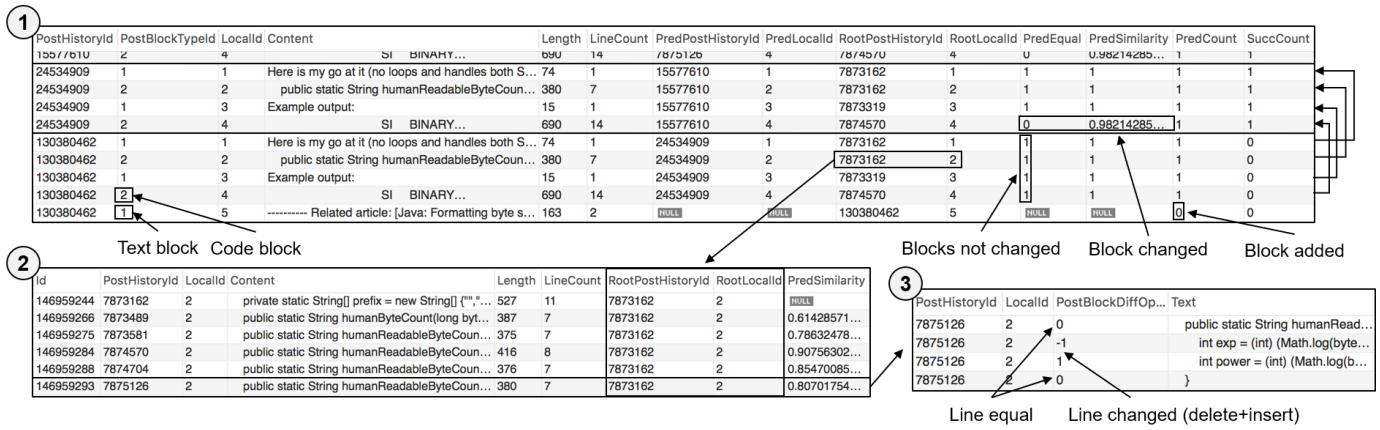 1
PostHistoryId PostBlockTypeId LocalId Content Length LineCount PredPostHistoryId PredLocalId RootPostHistoryId RootLocalId PredEqual PredSimilarity PredCount SuccCount
15577610 2 4 SI BINARY... 690 14 7875126 4 7874570 4 0 0.98214285... 1 1
24534909 1 1 Here is my go at it (no loops and handles both S... 74 1 15577610 1 7873162 1 1 1 1 1
24534909 2 2 public static String humanReadableByteCoun... 380 7 15577610 2 7873162 2 1 1 1 1
24534909 1 3 Example output: 15 1 15577610 3 7873319 3 1 1 1 1
24534909 2 4 SI BINARY... 690 14 15577610 4 7874570 4 0 0.98214285... 1 1
130380462 1 1 Here is my go at it (no loops and handles both S... 74 1 24534909 1 7873162 1 1 1 1 0
130380462 2 2 public static String humanReadableByteCoun... 380 7 24534909 2 7873162 2 1 1 1 0
130380462 1 3 Example output: 15 1 24534909 3 7873319 3 1 1 1 0
130380462 2 4 SI BINARY... 690 14 24534909 4 7874570 4 1 1 1 0
130380462 1 5 ---------- Related article: [Java: Formatting byte s... 163 2 NULL NULL 130380462 5 NULL NULL 0 0
Text block Code block Blocks not changed Block changed Block added
2
Id PostHistoryId LocalId Content Length LineCount RootPostHistoryId RootLocalId PredSimilarity
146959244 7873162 2 private static String[] prefix = new String[] {"","... 527 11 7873162 2 NULL
146959266 7873489 2 public static String humanByteCount(long byt... 387 7 7873162 2 0.61428571...
146959275 7873581 2 public static String humanReadableByteCoun... 375 7 7873162 2 0.78632478...
146959284 7874570 2 public static String humanReadableByteCoun... 416 8 7873162 2 0.90756302...
146959288 7874704 2 public static String humanReadableByteCoun... 376 7 7873162 2 0.85470085...
146959293 7875126 2 public static String humanReadableByteCoun... 380 7 7873162 2 0.80701754...
3
PostHistoryId LocalId PostBlockDiffOp... Text
7875126 2 0 public static String humanRead...
7875126 2 -1 int exp = (int) (Math.log(byte...
7875126 2 1 int power = (int) (Math.log(b...
7875126 2 0 }
Line equal Line changed (delete+insert)